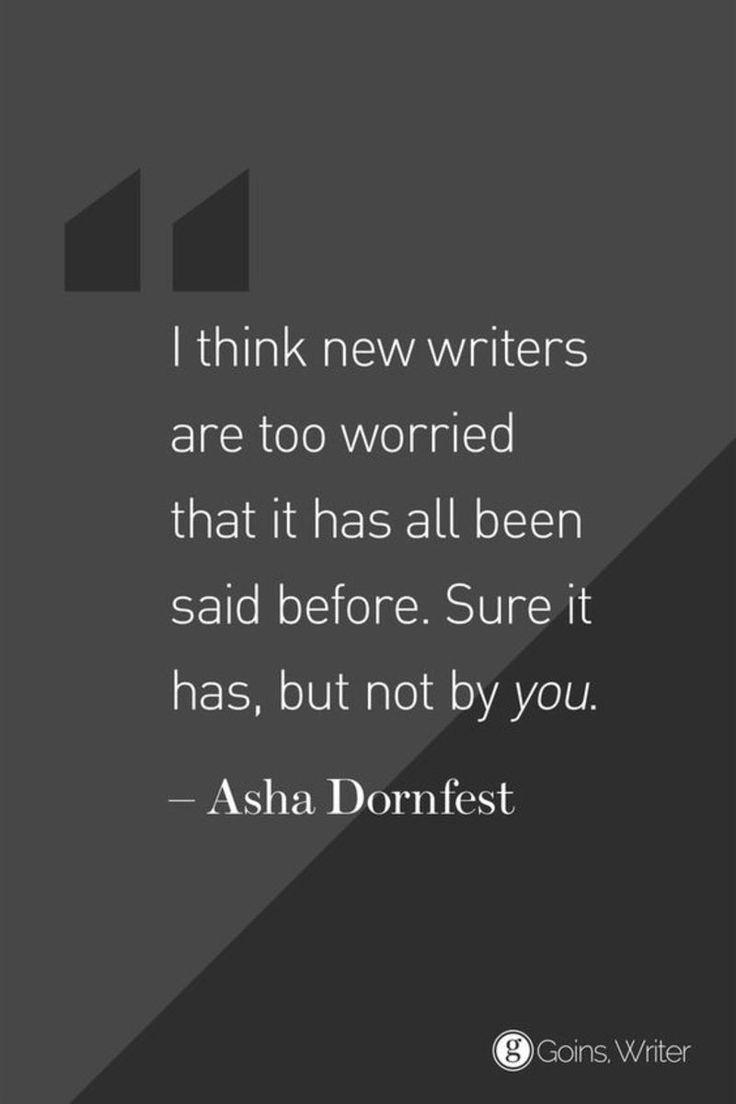 I think new writers
are too worried
that it has all been
said before. Sure it
has, but not by you.
– Asha Dornfest
g Goins, Writer